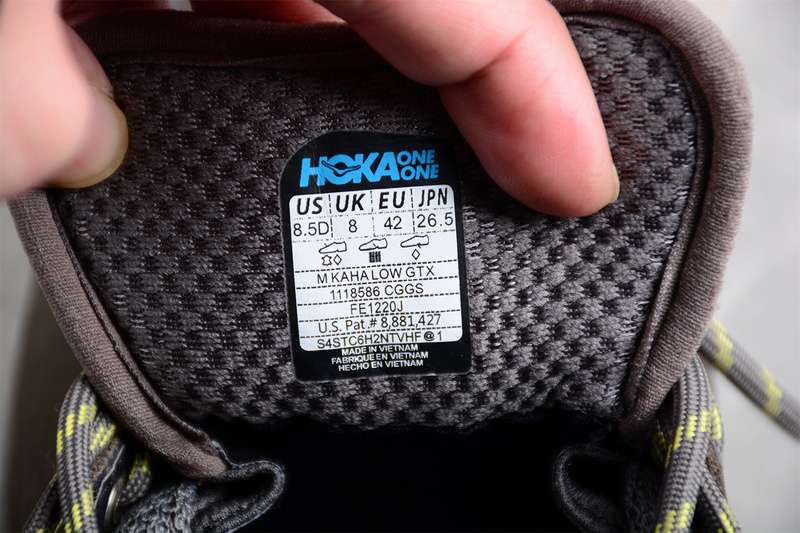 HOKA ONE ONE
US UK EU JPN
8.5D 8 42 26.5
M KAHA LOW GTX
1118586 CGGS
FE1220J
U.S. Pat.# 8,881,427
S4STC6H2NTVHF@1
MADE IN VIETNAM
FABRIQUE EN VIETNAM
HECHO EN VIETNAM